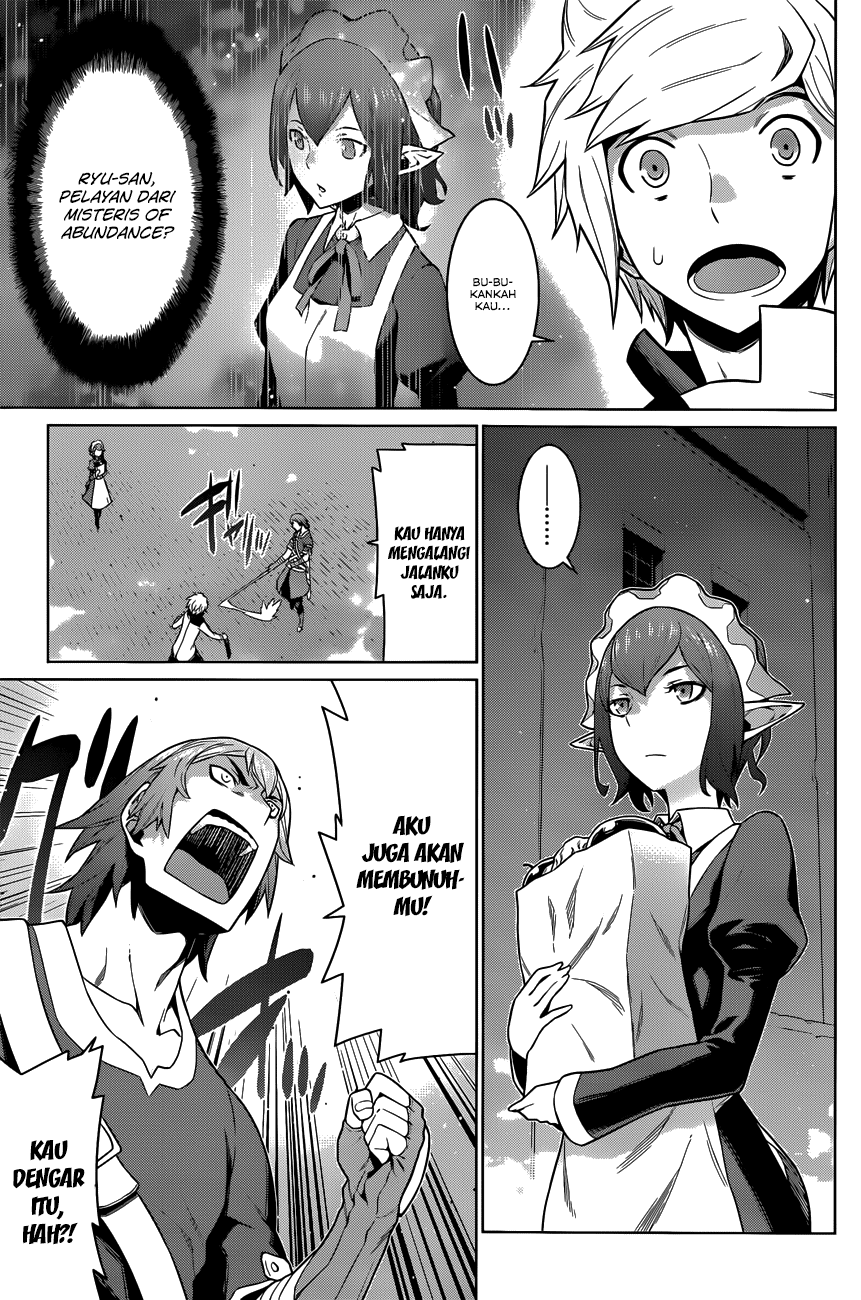 BU-BU-
KANKAH
KAU...
RYU-SAN,
PELAYAN DARI
MISTERIS OF
ABUNDANCE?
KAU HANYA
MENGALANGI
JALANKU
SAJA.
AKU
JUGA AKAN
MEMBUNUH-
MU!
KAU
DENGAR
ITU,
HAH?!